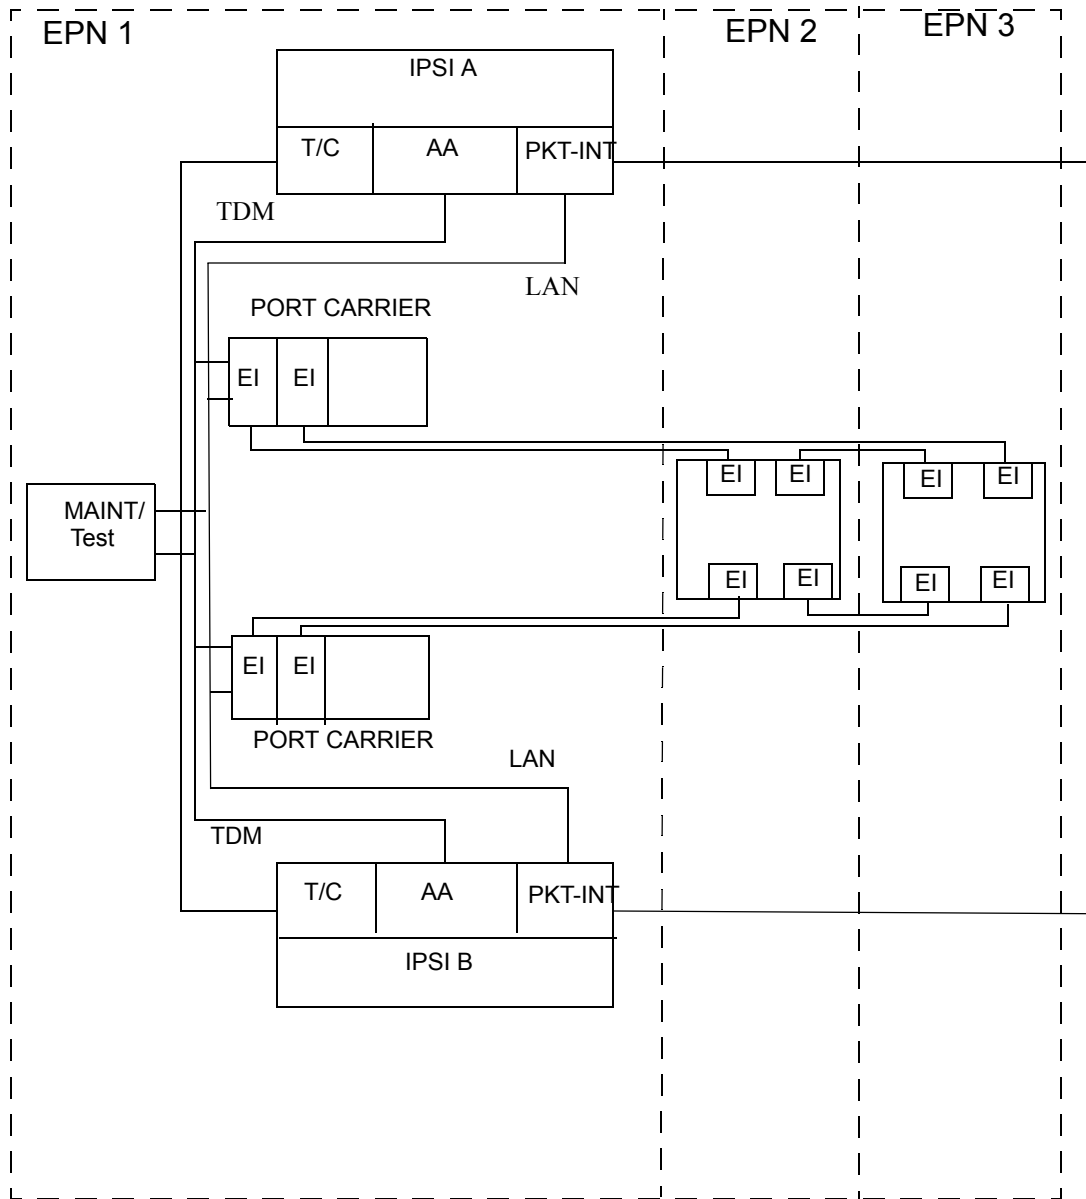 EPN 1
EPN 2
EPN 3
IPSI A
T/C
AA
PKT-INT
TDM
LAN
PORT CARRIER
EI
EI
EI
EI
EI
EI
MAINT/
Test
EI
EI
EI
EI
EI
EI
PORT CARRIER
LAN
TDM
T/C
AA
PKT-INT
IPSI B